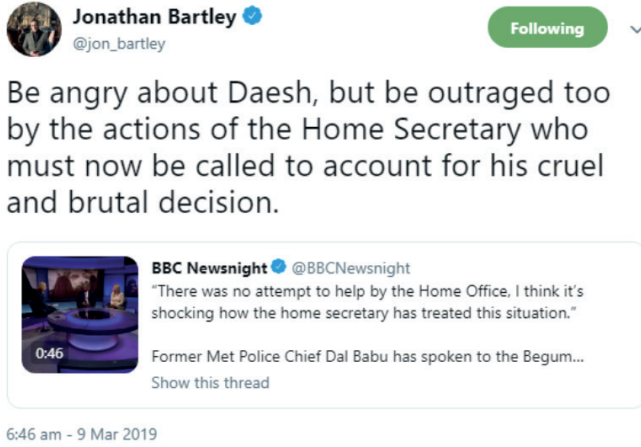 Jonathan Bartley
@jon_bartley
Following
Be angry about Daesh, but be outraged too
by the actions of the Home Secretary who
must now be called to account for his cruel
and brutal decision.
BBC Newsnight @BBCNewsnight
“There was no attempt to help by the Home Office, I think it’s
shocking how the home secretary has treated this situation.”
0:46
Former Met Police Chief Dal Babu has spoken to the Begum...
Show this thread
6:46 am - 9 Mar 2019